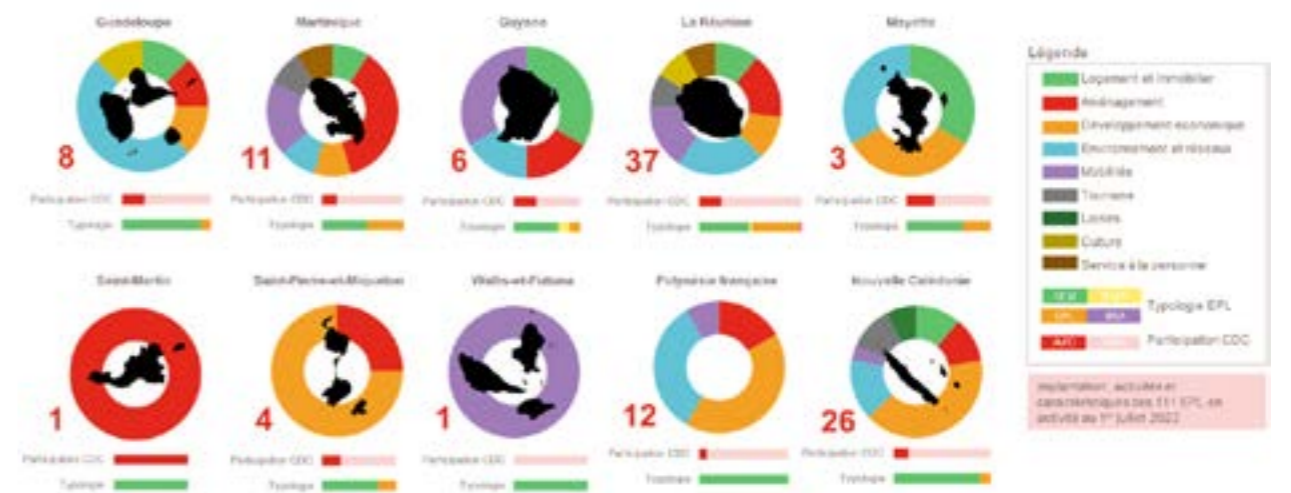 Guadeloupe
Martinique
Guyane
La Réunion
Mayotte
8
11
6
37
3
Participation CDC
Participation CDC
Participation CDC
Participation CDC
Participation CDC
Typologie
Typologie
Typologie
Typologie
Typologie
Saint-Martin
Saint-Pierre-et-Miquelon
Wallis-et-Futuna
Polynésie française
Nouvelle Calédonie
1
4
1
12
26
Participation CDC
Participation CDC
Participation CDC
Participation CDC
Participation CDC
Typologie
Typologie
Typologie
Typologie
Typologie
Légende
Logement et immobilier
Aménagement
Développement économique
Environnement et réseaux
Mobilités
Tourisme
Loisirs
Culture
Service à la personne
Typologie EPL
Participation CDC
Implantation, activités et
caractéristiques des 111 EPL en
activité au 1er juillet 2022